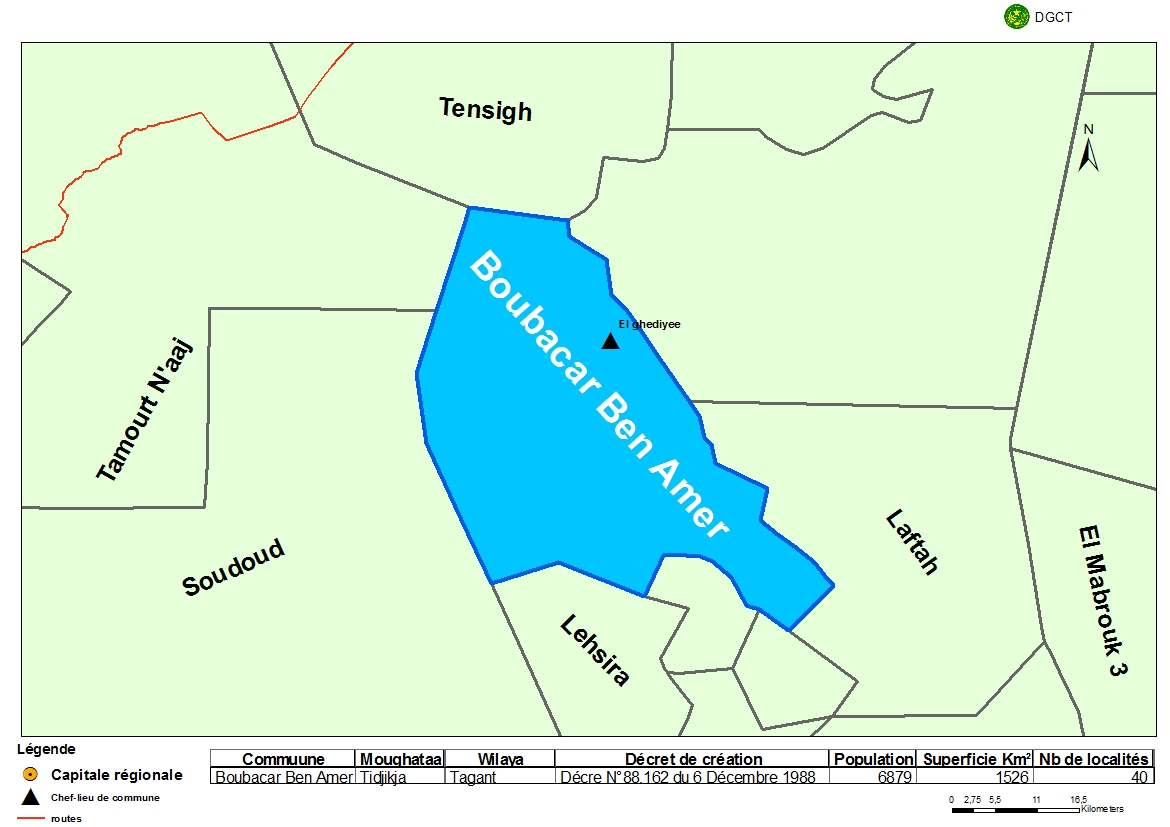 DGCT
Tensigh
N
Boubacar Ben Amer
El ghediyee
Tamourt N'aaj
Soudoud
Laftah
El Mabrouk 3
Lehsira
Légende
Capitale régionale
Chef-lieu de commune
routes
Commuune Moughataa Wilaya Décret de création Population Superficie Km² Nb de localités
Boubacar Ben Amer Tidjikja Tagant Décre N°88.162 du 6 Décembre 1988 6879 1526 40
0 2,75 5,5 11 16,5
Kilometers